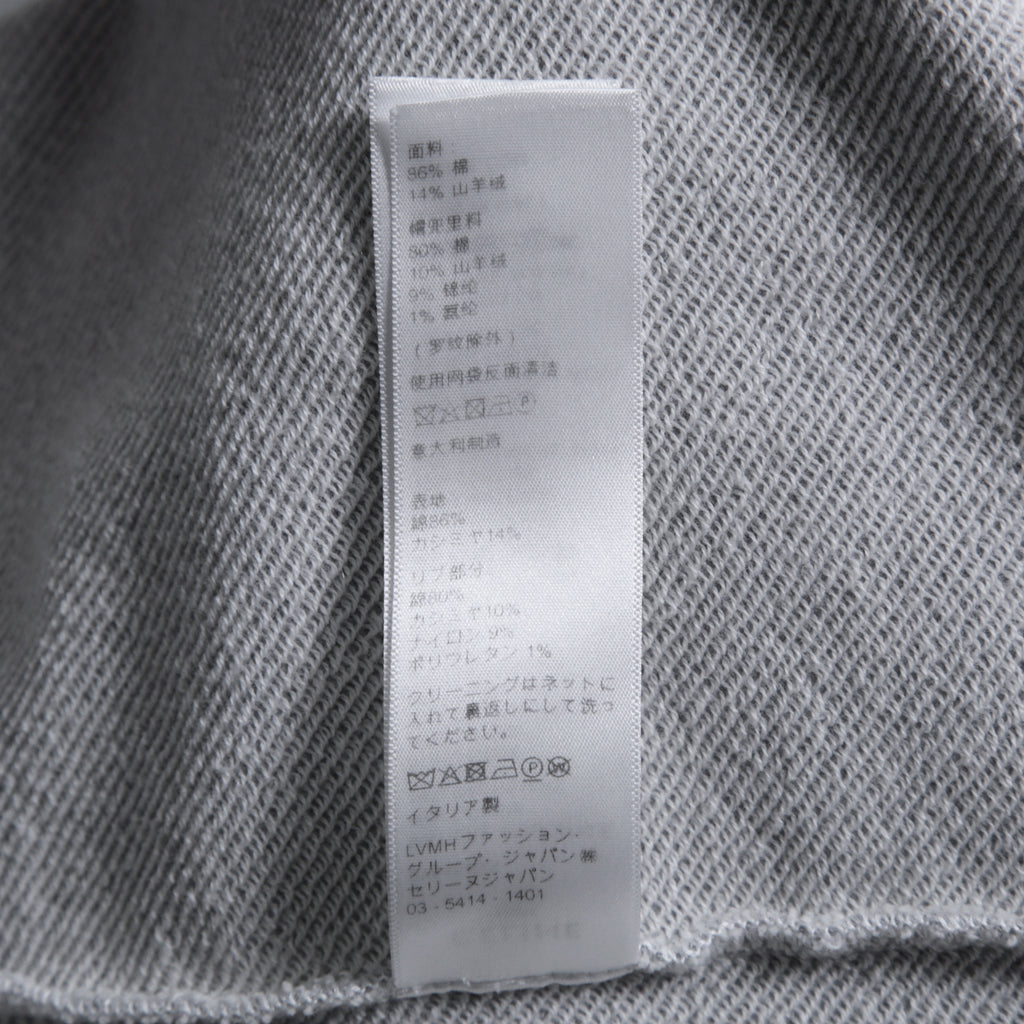 面料:
86% 棉
14% 山羊绒
里料
80% 棉
10% 山羊绒
9% 锦纶
1% 氨纶
(罗纹除外)
使用网袋反面清洁
意大利制造
表地
綿86%
カシミヤ14%
リブ部分
綿80%
カシミヤ10%
ナイロン 9%
ポリウレタン 1%
クリーニングはネットに
入れて裏返しにして洗っ
てください。
イタリア製
LVMHファッション・
グループ・ジャパン㈱
セリーヌジャパン
03 - 5414 - 1401